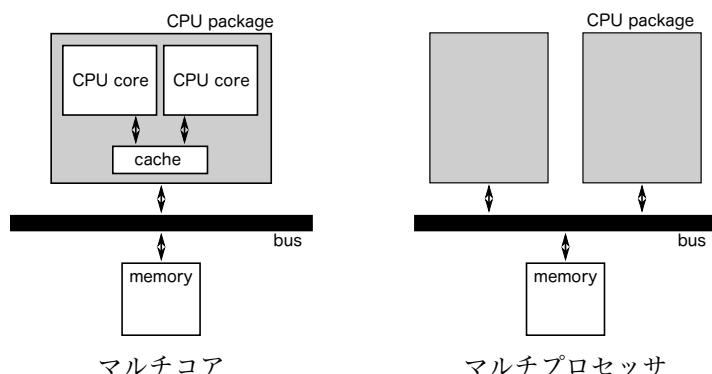 CPU package
CPU core
CPU core
cache
bus
memory
マルチコア
CPU package
bus
memory
マルチプロセッサ